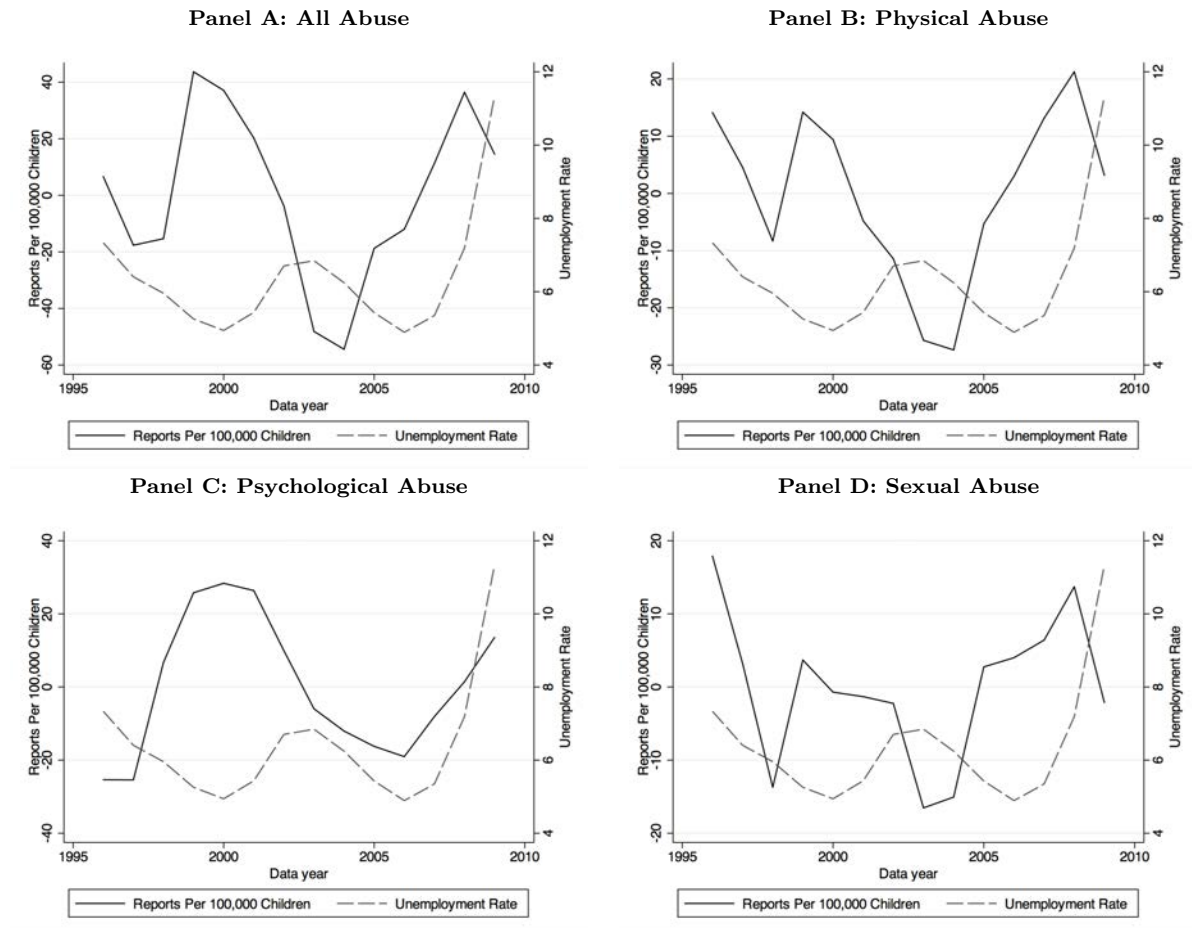 Panel A: All Abuse
Reports Per 100,000 Children
40
20
0
-20
-40
-60
12
10
8
6
4
Unemployment Rate
1995 2000 2005 2010
Data year
Reports Per 100,000 Children Unemployment Rate
Panel B: Physical Abuse
Reports Per 100,000 Children
20
10
0
-10
-20
-30
12
10
8
6
4
Unemployment Rate
1995 2000 2005 2010
Data year
Reports Per 100,000 Children Unemployment Rate
Panel C: Psychological Abuse
Reports Per 100,000 Children
40
20
0
-20
-40
12
10
8
6
4
Unemployment Rate
1995 2000 2005 2010
Data year
Reports Per 100,000 Children Unemployment Rate
Panel D: Sexual Abuse
Reports Per 100,000 Children
20
10
0
-10
-20
12
10
8
6
4
Unemployment Rate
1995 2000 2005 2010
Data year
Reports Per 100,000 Children Unemployment Rate